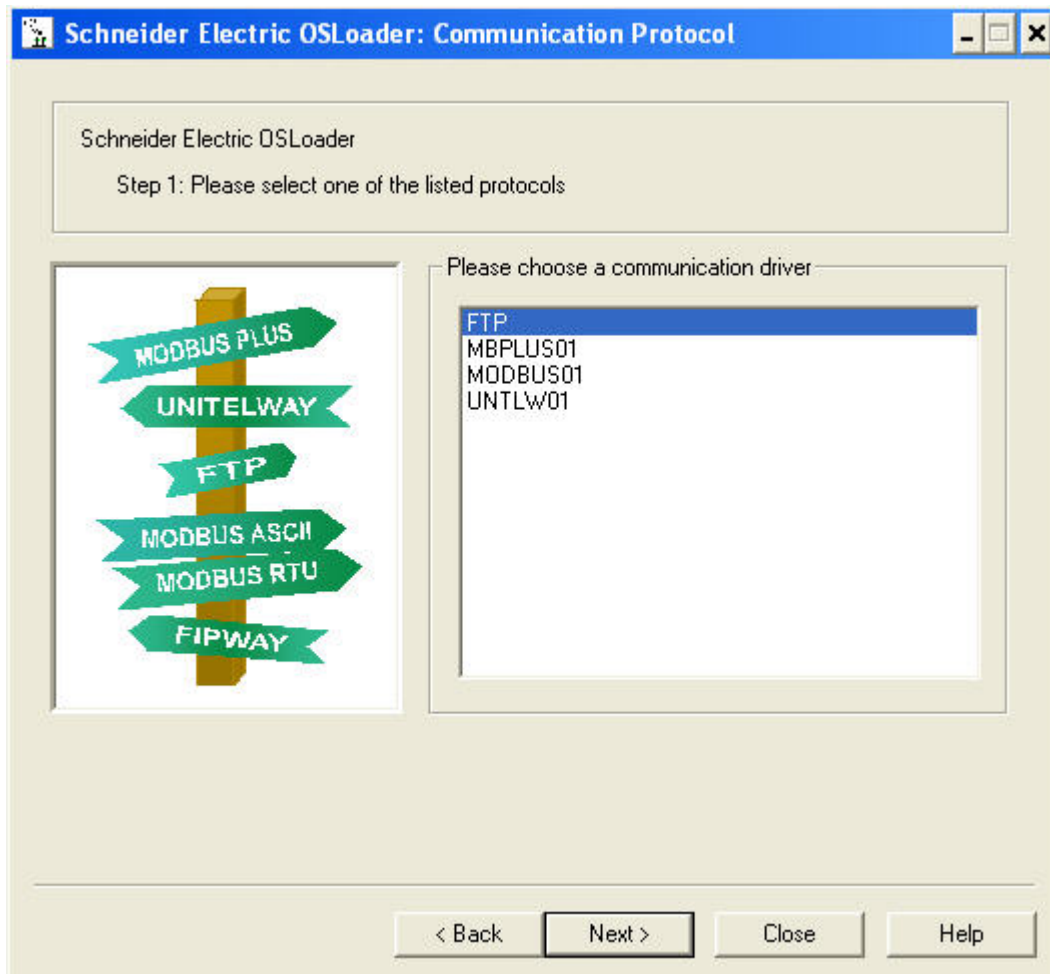 Schneider Electric OSLoader: Communication Protocol
Schneider Electric OSLoader
Step 1: Please select one of the listed protocols
MODBUS PLUS
UNITELWAY
FTP
MODBUS ASCII
MODBUS RTU
FIPWAY
Please choose a communication driver
FTP
MBPLUS01
MODBUS01
UNTLW01
< Back
Next >
Close
Help